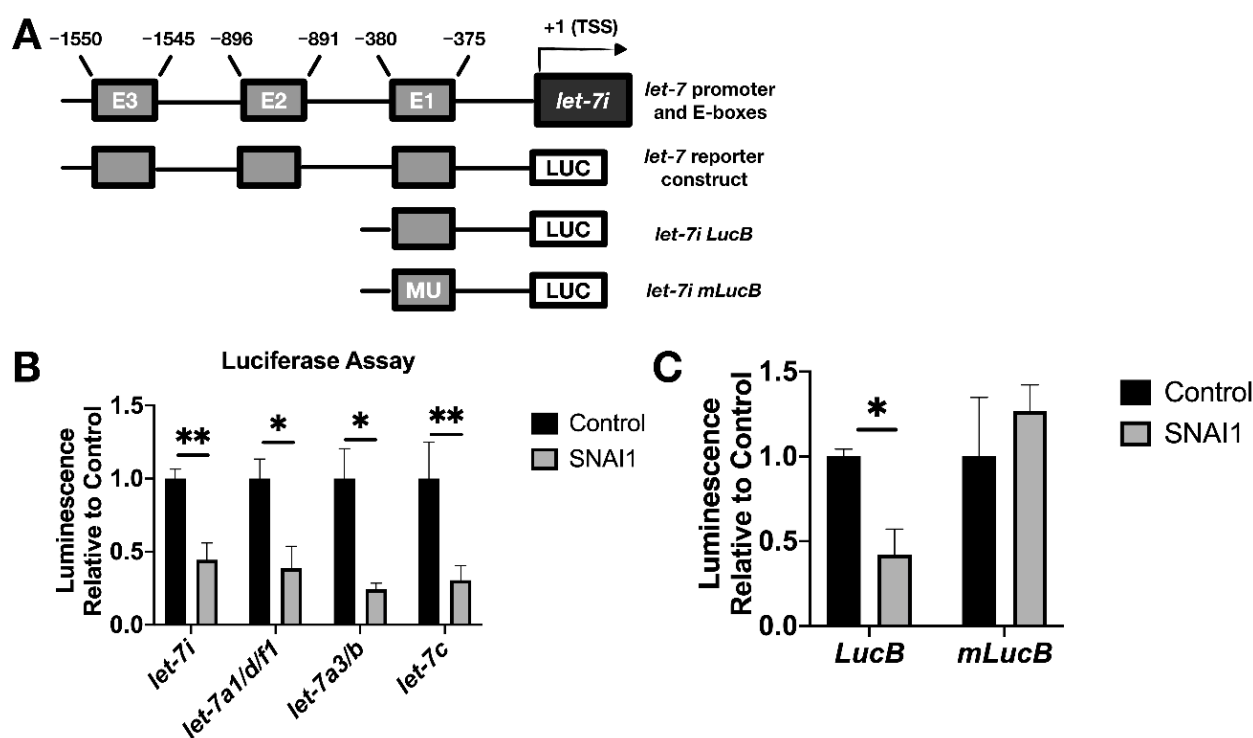 A
−1550 −1545 −896 −891 −380 −375 +1 (TSS)
E3 E2 E1 let-7i
let-7 promoter
and E-boxes
LUC
let-7 reporter
construct
LUC
let-7i LucB
MU LUC
let-7i mLucB
B
Luciferase Assay
Luminescence
Relative to Control
1.5
1.0
0.5
0.0
** * * **
Control
SNAI1
let-7i
let-7a1/d/f1
let-7a3/b
let-7c
C
Luminescence
Relative to Control
1.5
1.0
0.5
0.0
*
Control
SNAI1
LucB mLucB